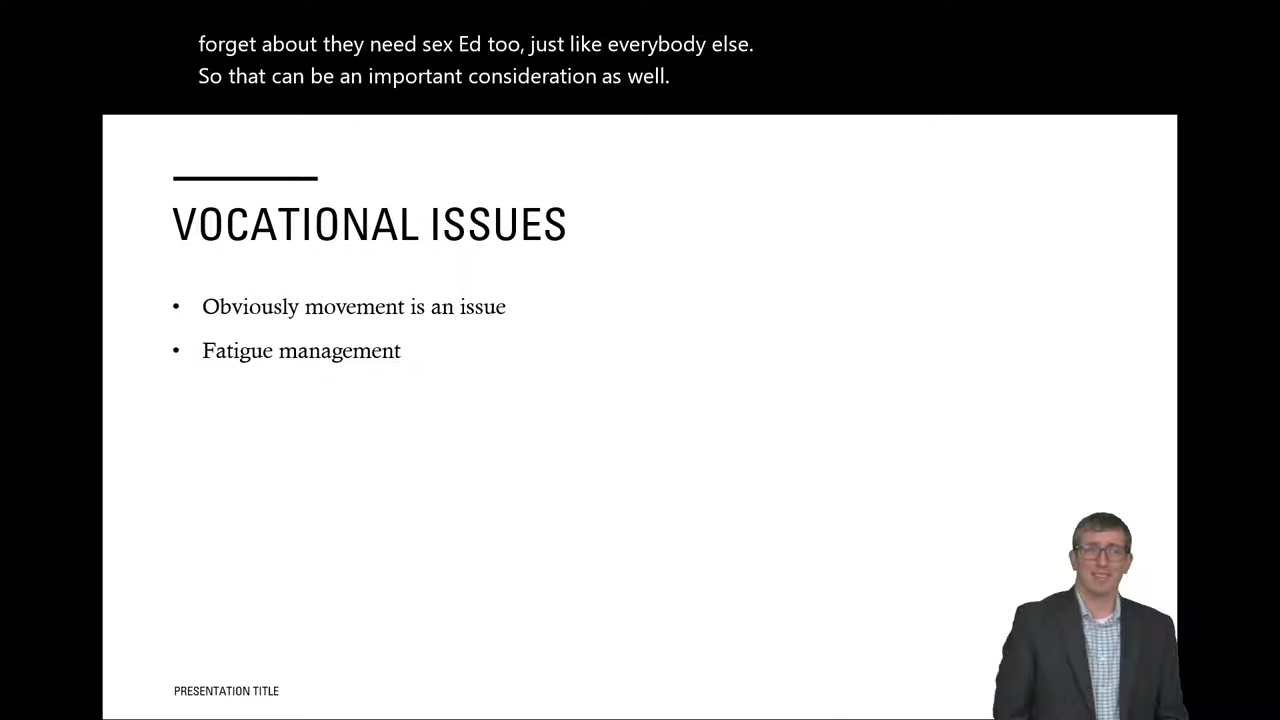 forget about they need sex Ed too, just like everybody else.
So that can be an important consideration as well.
VOCATIONAL ISSUES
• Obviously movement is an issue
• Fatigue management
PRESENTATION TITLE